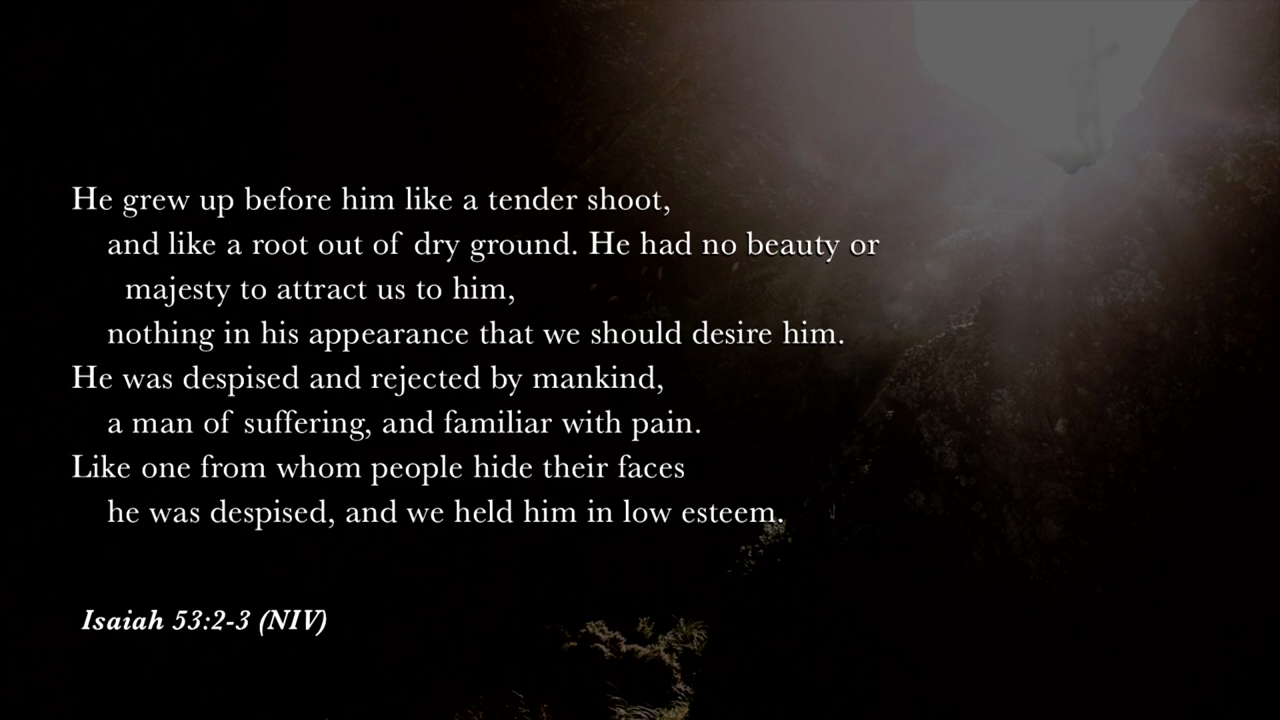 He grew up before him like a tender shoot,
and like a root out of dry ground. He had no beauty or
majesty to attract us to him,
nothing in his appearance that we should desire him.
He was despised and rejected by mankind,
a man of suffering, and familiar with pain.
Like one from whom people hide their faces
he was despised, and we held him in low esteem.
Isaiah 53:2-3 (NIV)